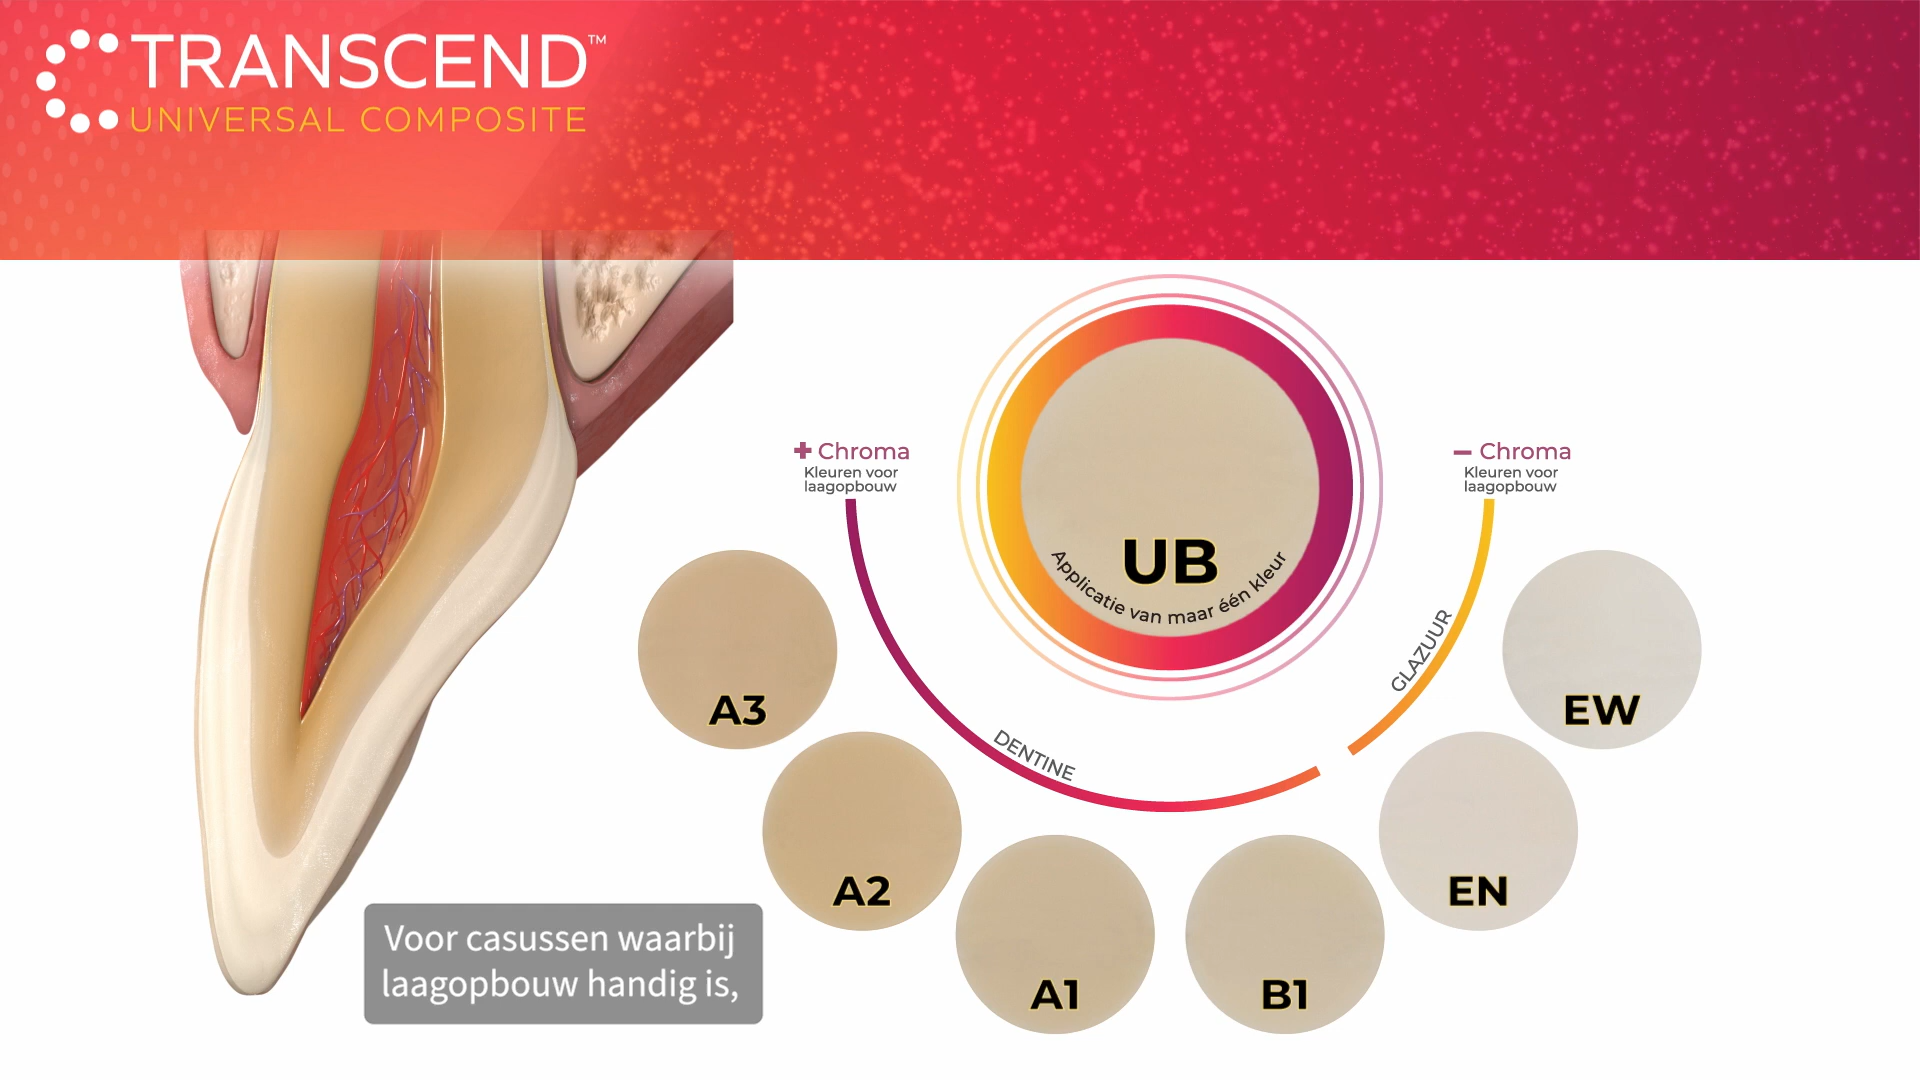 TRANSCEND™
UNIVERSAL COMPOSITE
+ Chroma
Kleuren voor
laagopbouw
− Chroma
Kleuren voor
laagopbouw
UB
Applicatie van maar één kleur
GLAZUUR
DENTINE
A3
EW
A2
EN
A1
B1
Voor casussen waarbij
laagopbouw handig is,